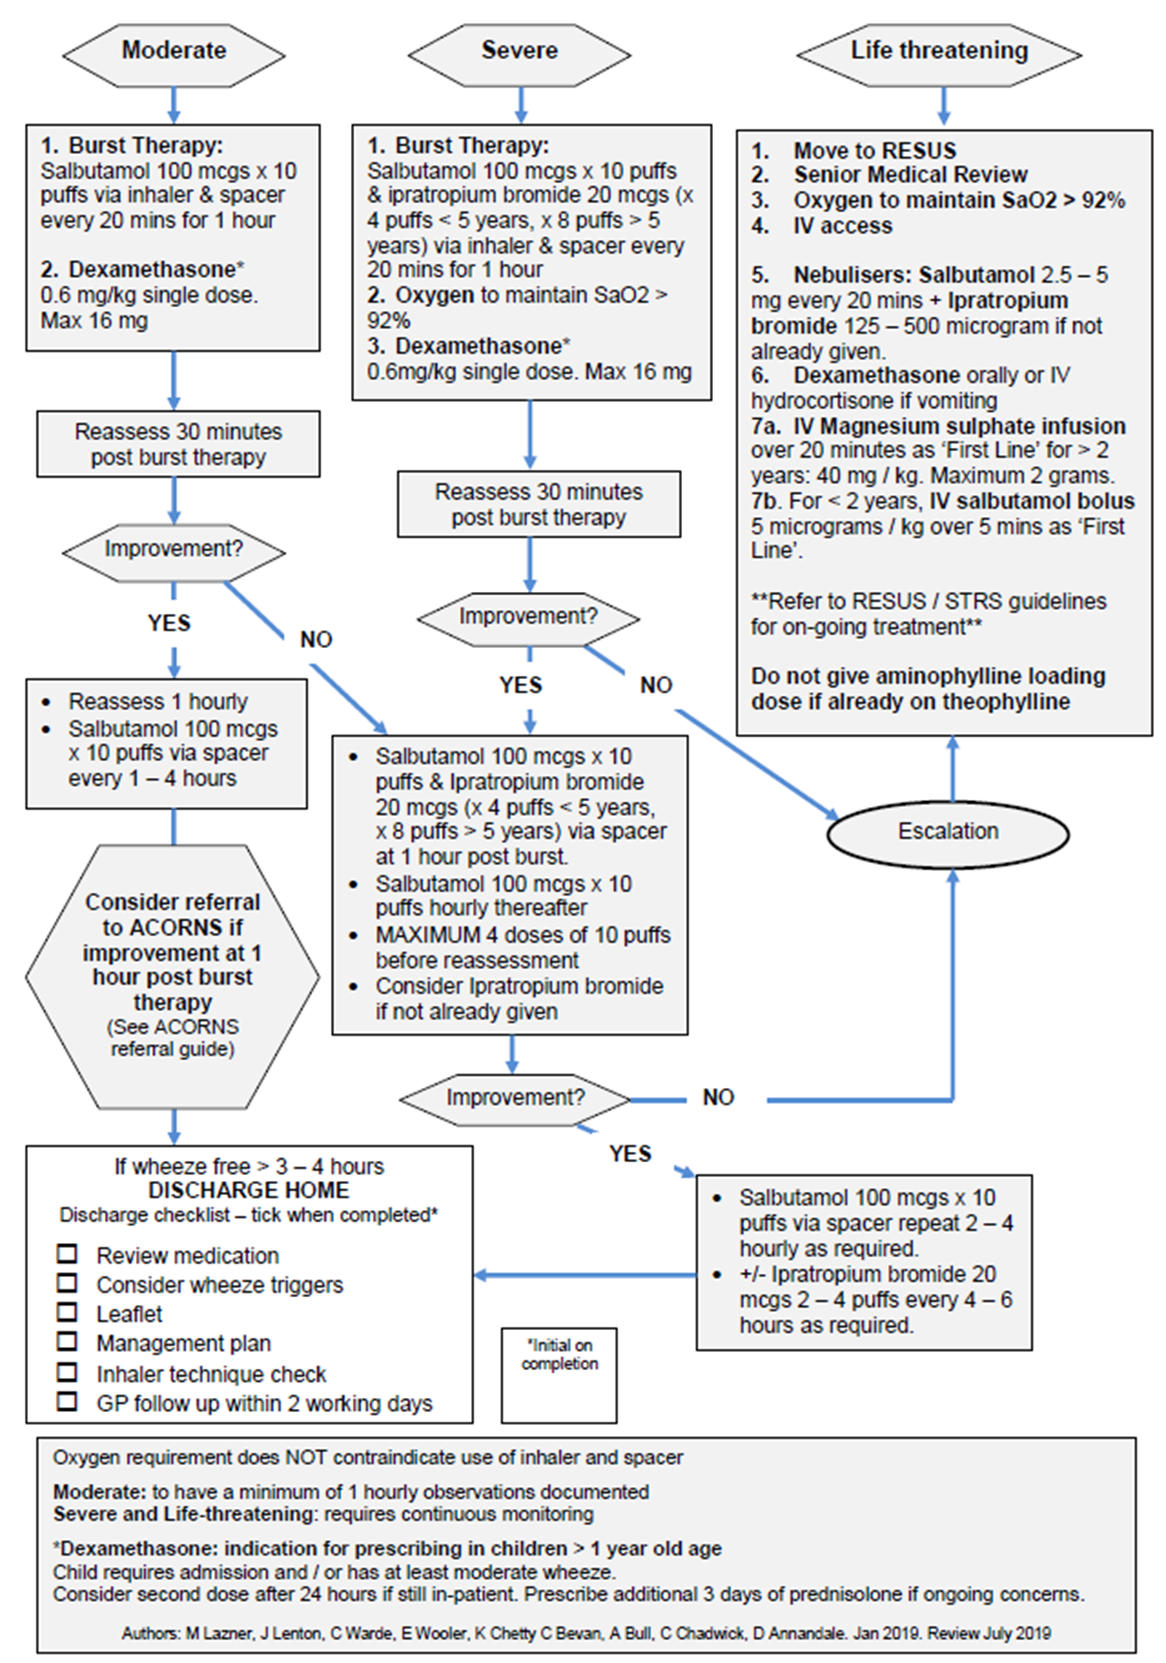 Moderate
Severe
Life threatening
1. Burst Therapy:
Salbutamol 100 mcgs x 10
puffs via inhaler & spacer
every 20 mins for 1 hour
2. Dexamethasone*
0.6 mg/kg single dose.
Max 16 mg
1. Burst Therapy:
Salbutamol 100 mcgs x 10 puffs
& ipratropium bromide 20 mcgs (x
4 puffs < 5 years, x 8 puffs > 5
years) via inhaler & spacer every
20 mins for 1 hour
2. Oxygen to maintain SaO2 >
92%
3. Dexamethasone*
0.6mg/kg single dose. Max 16 mg
1. Move to RESUS
2. Senior Medical Review
3. Oxygen to maintain SaO2 > 92%
4. IV access
5. Nebulisers: Salbutamol 2.5 – 5
mg every 20 mins + Ipratropium
bromide 125 – 500 microgram if not
already given.
6. Dexamethasone orally or IV
hydrocortisone if vomiting
7a. IV Magnesium sulphate infusion
over 20 minutes as ‘First Line’ for > 2
years: 40 mg / kg. Maximum 2 grams.
7b. For < 2 years, IV salbutamol bolus
5 micrograms / kg over 5 mins as ‘First
Line’.
**Refer to RESUS / STRS guidelines
for on-going treatment**
Do not give aminophylline loading
dose if already on theophylline
Reassess 30 minutes
post burst therapy
Reassess 30 minutes
post burst therapy
Improvement?
Improvement?
YES
NO
YES
NO
• Reassess 1 hourly
• Salbutamol 100 mcgs
x 10 puffs via spacer
every 1 – 4 hours
• Salbutamol 100 mcgs x 10
puffs & Ipratropium bromide
20 mcgs (x 4 puffs < 5 years,
x 8 puffs > 5 years) via spacer
at 1 hour post burst.
• Salbutamol 100 mcgs x 10
puffs hourly thereafter
• MAXIMUM 4 doses of 10 puffs
before reassessment
• Consider Ipratropium bromide
if not already given
Escalation
Consider referral
to ACORNS if
improvement at 1
hour post burst
therapy
(See ACORNS
referral guide)
Improvement?
NO
YES
If wheeze free > 3 – 4 hours
DISCHARGE HOME
Discharge checklist – tick when completed*
☐ Review medication
☐ Consider wheeze triggers
☐ Leaflet
☐ Management plan
☐ Inhaler technique check
☐ GP follow up within 2 working days
• Salbutamol 100 mcgs x 10
puffs via spacer repeat 2 – 4
hourly as required.
• +/- Ipratropium bromide 20
mcgs 2 – 4 puffs every 4 – 6
hours as required.
*Initial on
completion
Oxygen requirement does NOT contraindicate use of inhaler and spacer
Moderate: to have a minimum of 1 hourly observations documented
Severe and Life-threatening: requires continuous monitoring
*Dexamethasone: indication for prescribing in children > 1 year old age
Child requires admission and / or has at least moderate wheeze.
Consider second dose after 24 hours if still in-patient. Prescribe additional 3 days of prednisolone if ongoing concerns.
Authors: M Lazner, J Lenton, C Warde, E Wooler, K Chetty C Bevan, A Bull, C Chadwick, D Annandale. Jan 2019. Review July 2019